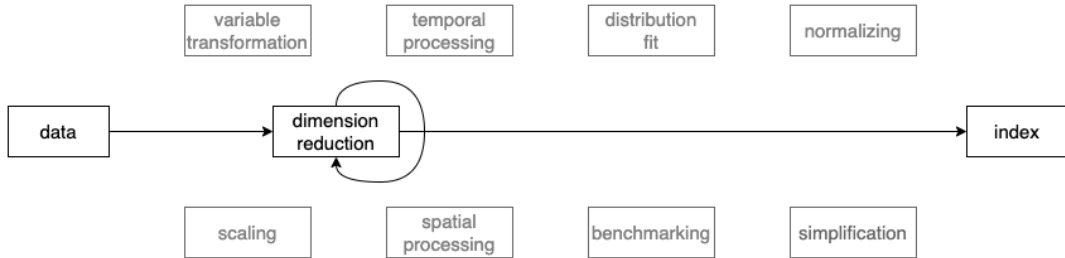 variable
transformation
temporal
processing
distribution
fit
normalizing
data
dimension
reduction
index
scaling
spatial
processing
benchmarking
simplification